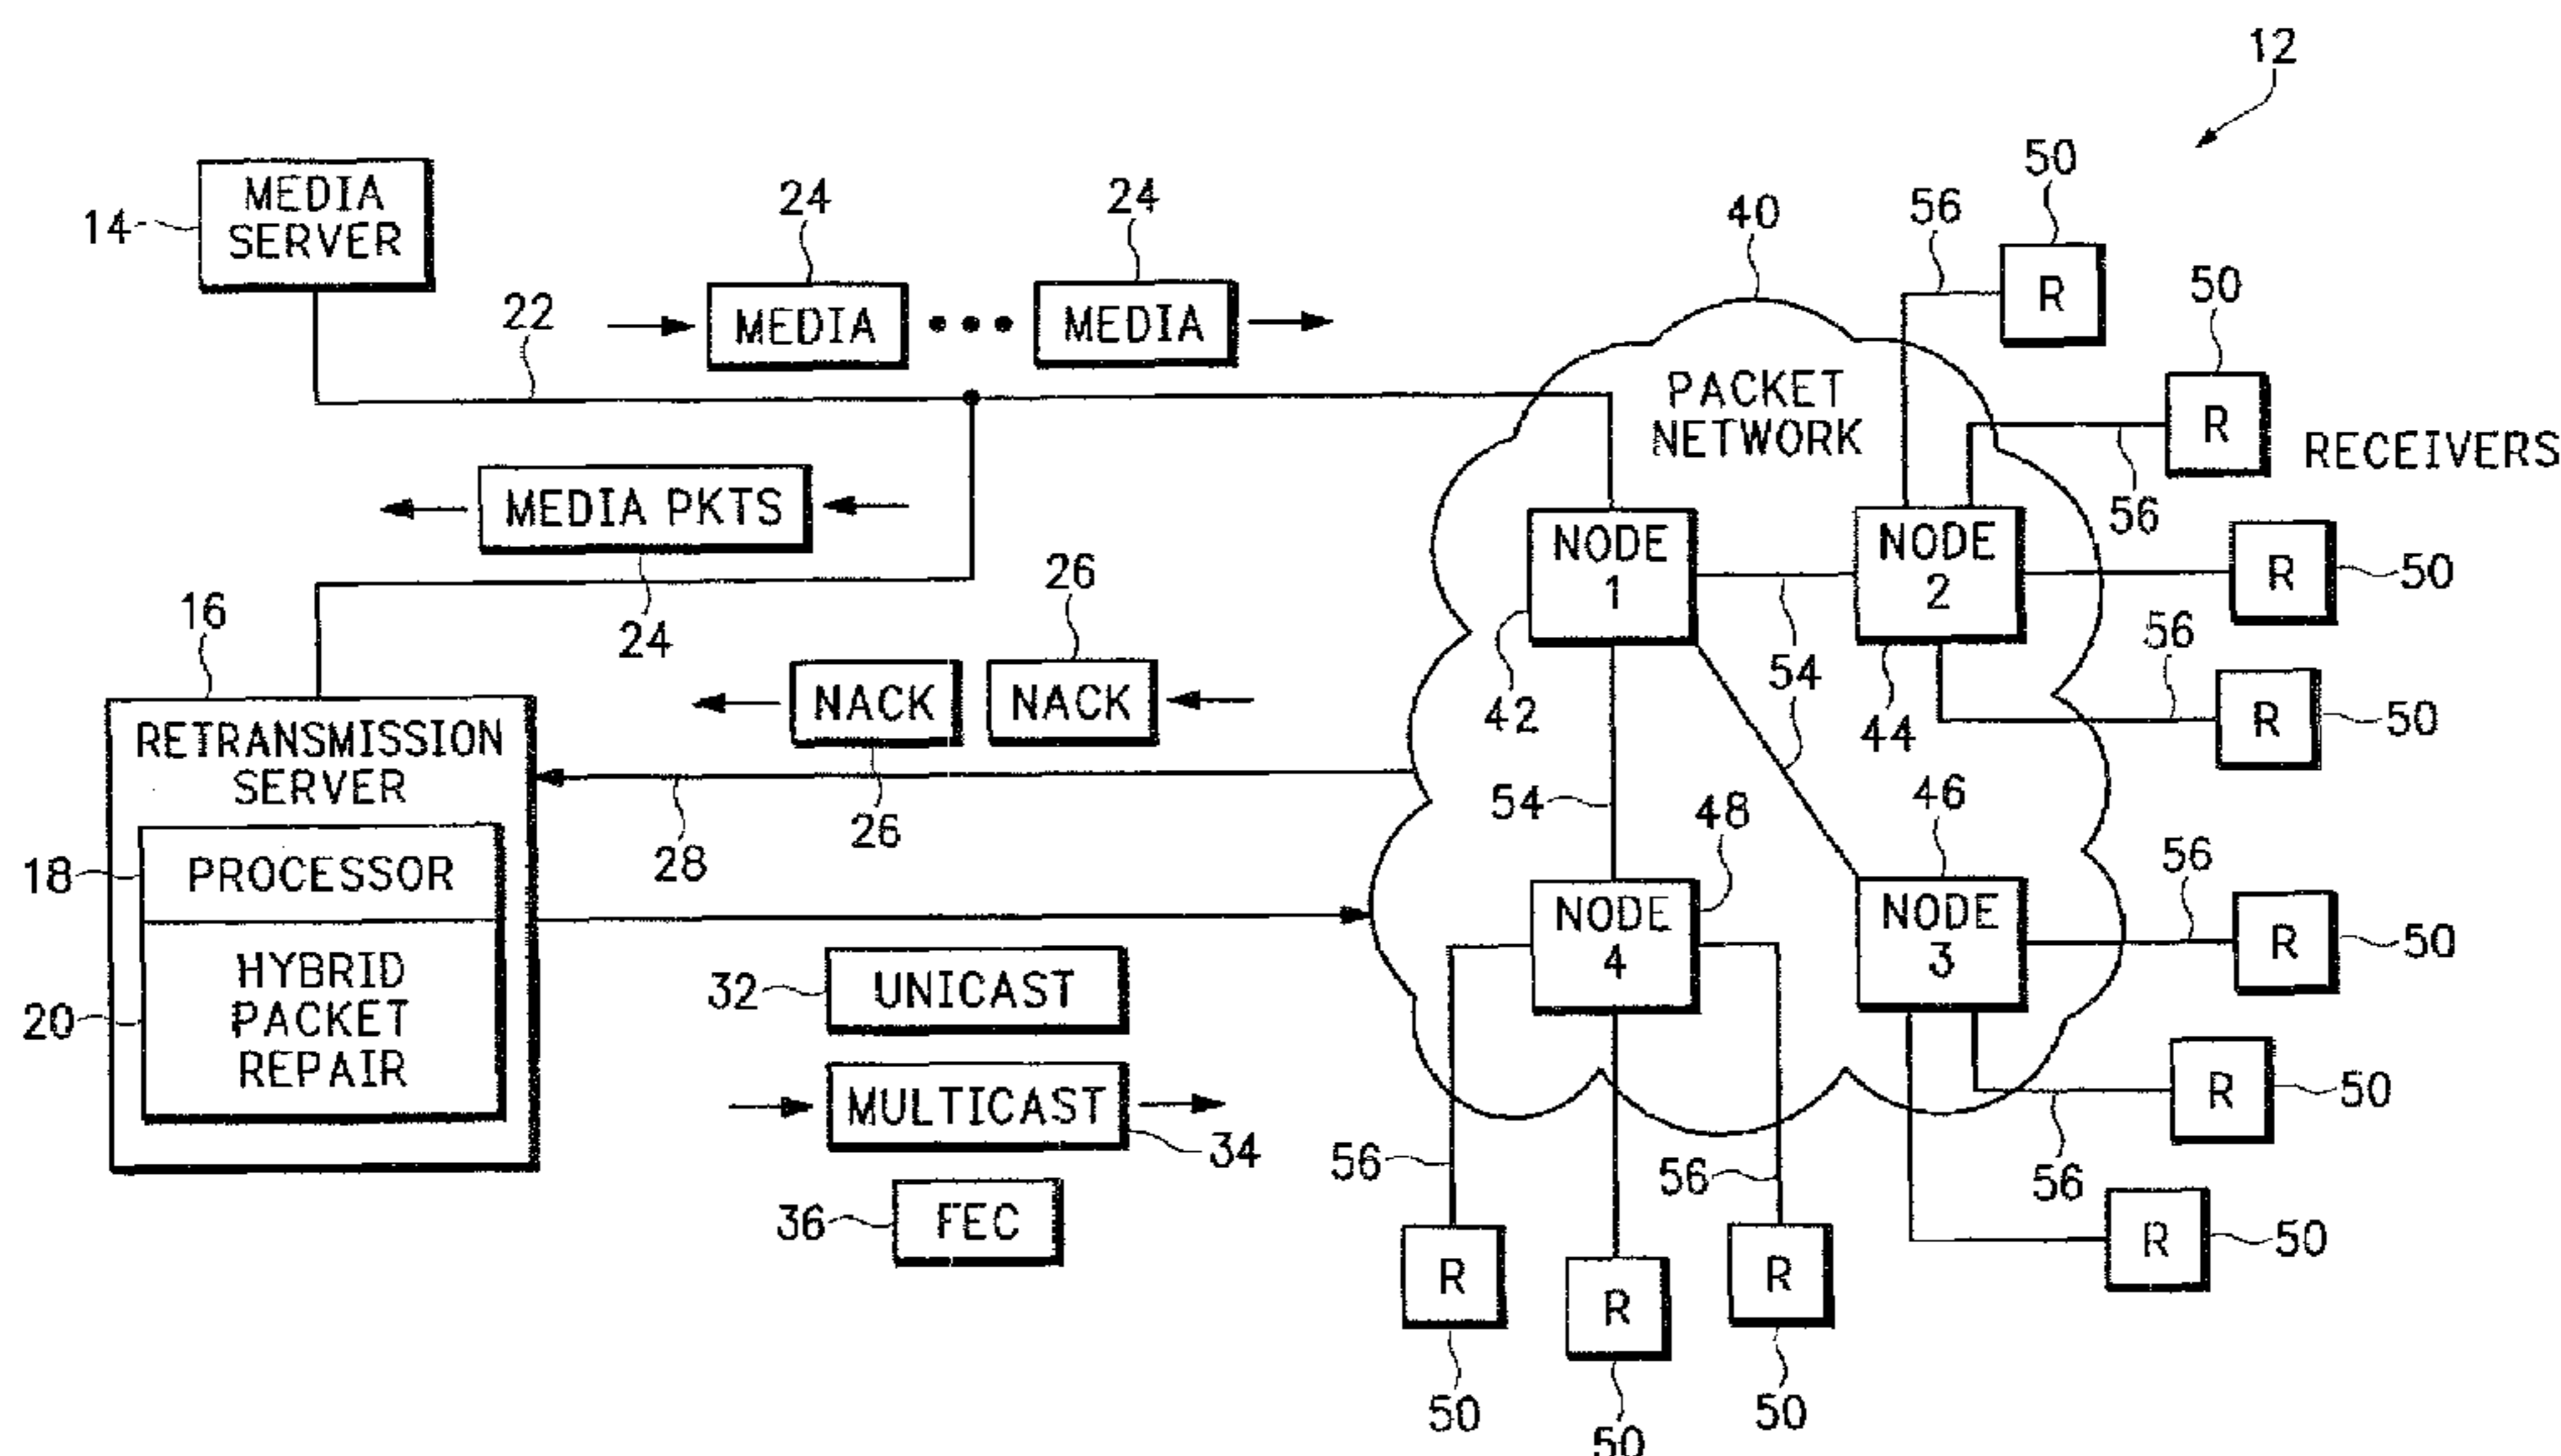 12
MEDIA
SERVER
14
24
24
MEDIA
MEDIA
22
40
50
56
R
50
R
56
RECEIVERS
PACKET
NETWORK
MEDIA PKTS
24
NODE
1
42
NODE
2
44
54
R
50
56
R
50
16
RETRANSMISSION
SERVER
26
NACK
NACK
26
28
54
48
46
18
PROCESSOR
20
HYBRID
PACKET
REPAIR
NODE
4
NODE
3
56
R
50
32
UNICAST
MULTICAST
34
36
FEC
56
R
50
56
56
R
50
R
50
R
50
R
50